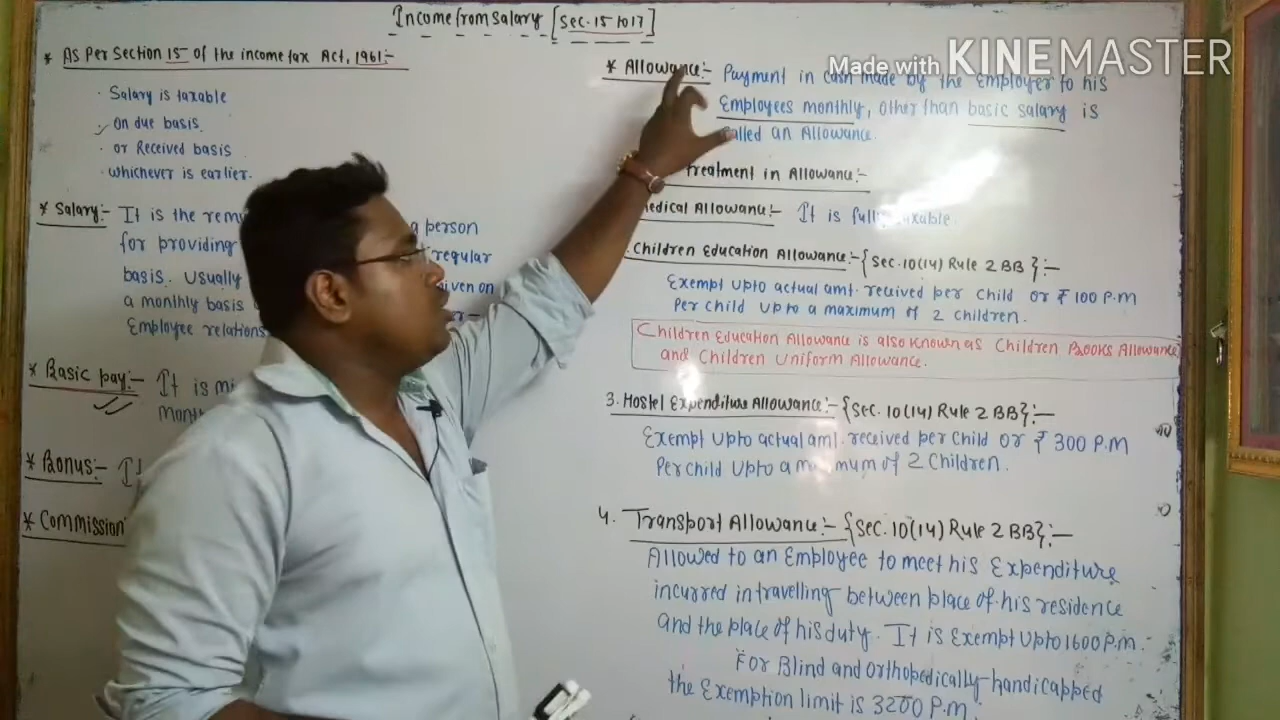 Income from salary [Sec. 15 to 17]
* As Per Section 15 of the income tax Act, 1961:-
· Salary is taxable
on due basis.
· or Received basis
· whichever is earlier.
* Salary:- It is the a person
for providing regular
basis. Usually given on
a monthly basis
Employee relations
* Basic pay:- It is
* Bonus:-
* Commission
Made with KINEMASTER
* Allowance:- Payment in cash made by the Employer to his
Employees monthly, other than basic salary is
called an Allowance.
treatment in Allowance:-
Medical Allowance:- It is fully taxable.
Children Education Allowance:- {Sec. 10(14) Rule 2 BB}:-
Exempt upto actual amt. received per child or ₹ 100 P.M
Per child upto a maximum of 2 children.
Children Education Allowance is also known as Children Books Allowance
and Children Uniform Allowance.
3. Hostel Expenditure Allowance:- {Sec. 10(14) Rule 2 BB}:-
Exempt upto actual amt. received per child or ₹ 300 P.M
Per child upto a maximum of 2 Children.
4. Transport Allowance:- {Sec. 10(14) Rule 2 BB}:-
Allowed to an Employee to meet his Expenditure
incurred in travelling between place of his residence
and the place of his duty. It is Exempt upto 1600 P.m.
For Blind and orthopedically handicapped
the Exemption limit is 3200 P.M.